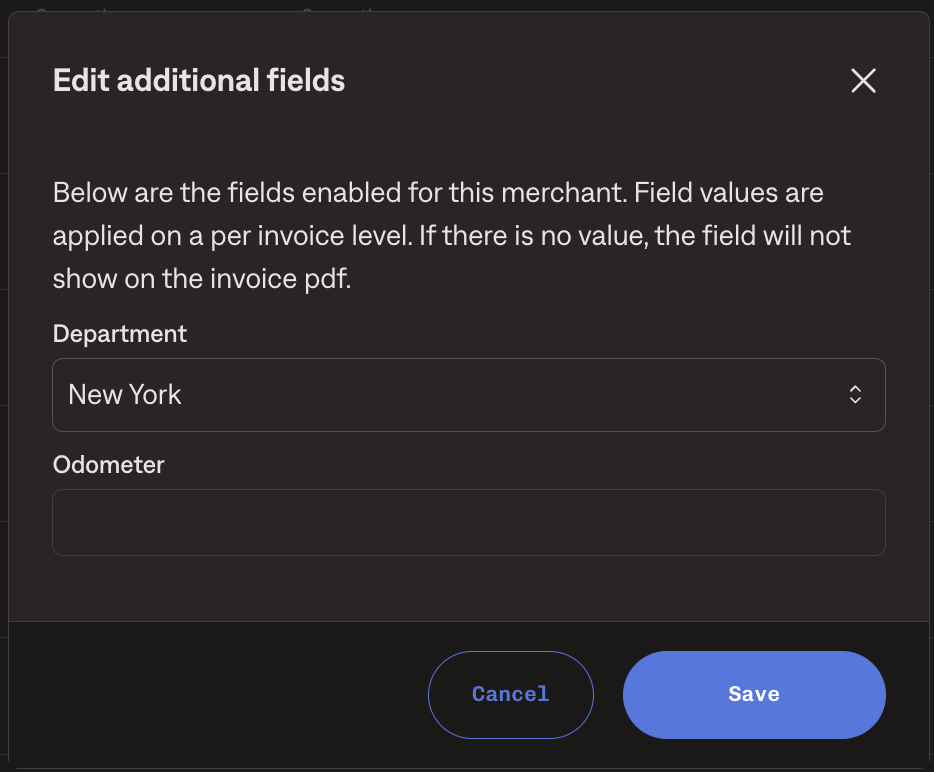 Edit additional fields
Below are the fields enabled for this merchant. Field values are
applied on a per invoice level. If there is no value, the field will not
show on the invoice pdf.
Department
New York
Odometer
Cancel
Save